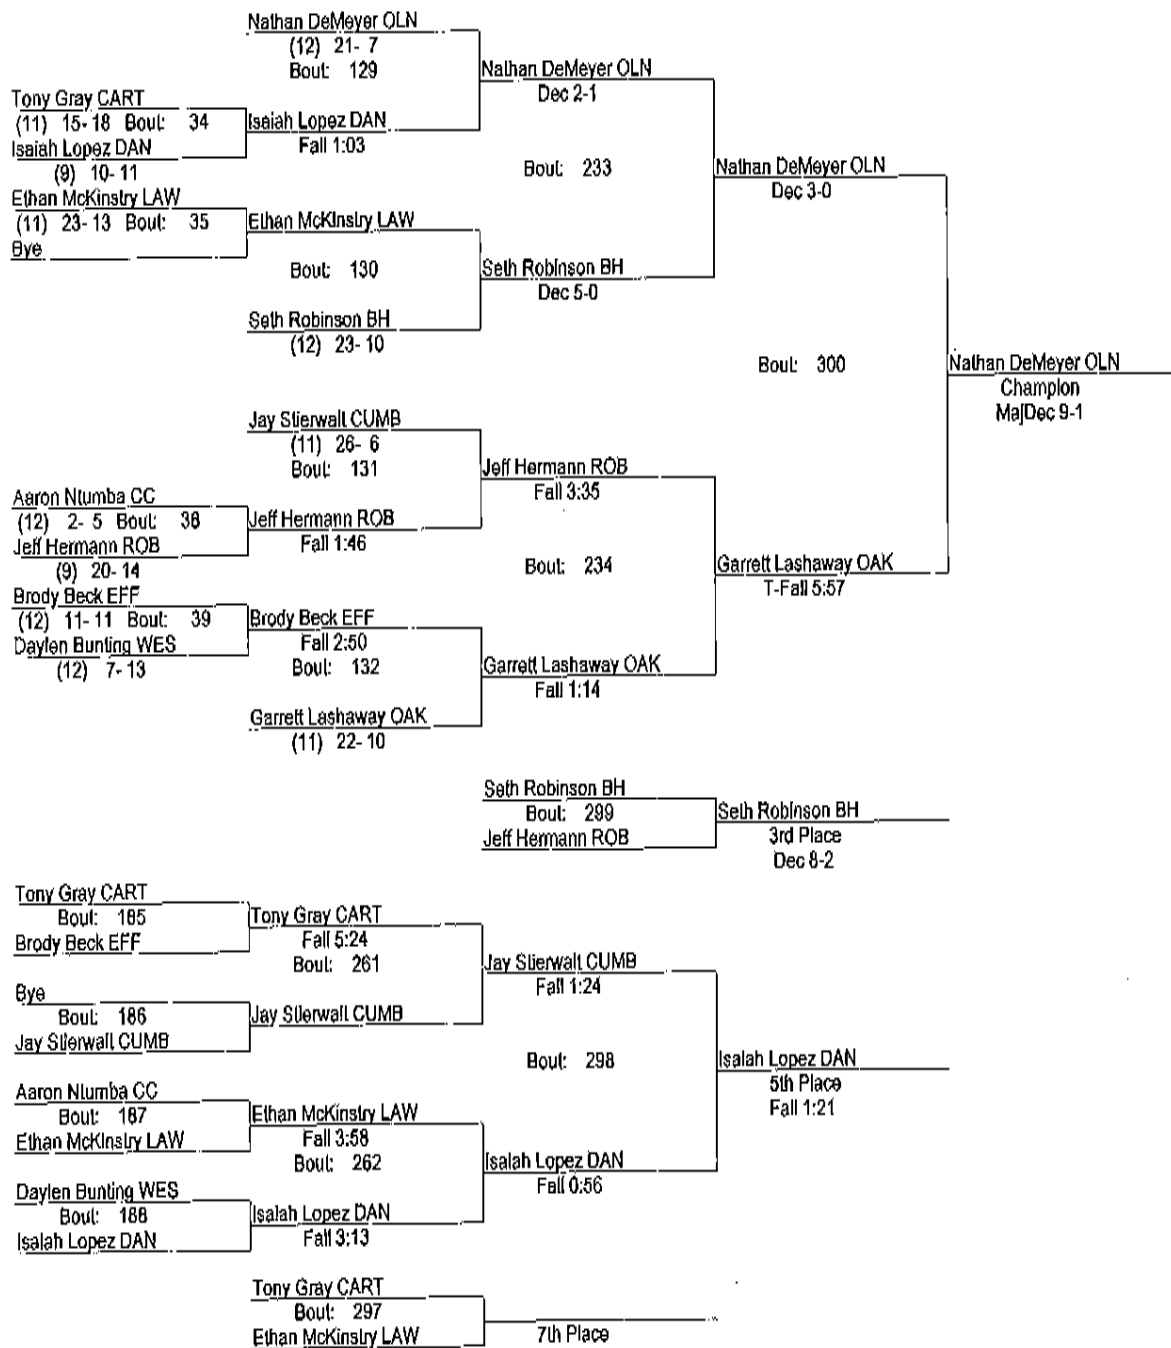 Nathan DeMeyer OLN
(12) 21- 7
Bout: 129
Nathan DeMeyer OLN
Dec 2-1
Tony Gray CART
(11) 15- 18 Bout: 34
Isaiah Lopez DAN
Fall 1:03
Isaiah Lopez DAN
(9) 10- 11
Bout: 233
Nathan DeMeyer OLN
Dec 3-0
Ethan McKinstry LAW
(11) 23- 13 Bout: 35
Ethan McKinstry LAW
Bye
Bout: 130
Seth Robinson BH
Dec 5-0
Seth Robinson BH
(12) 23- 10
Bout: 300
Nathan DeMeyer OLN
Champion
MajDec 9-1
Jay Stierwalt CUMB
(11) 26- 6
Bout: 131
Jeff Hermann ROB
Fall 3:35
Aaron Ntumba CC
(12) 2- 5 Bout: 38
Jeff Hermann ROB
Fall 1:46
Jeff Hermann ROB
(9) 20- 14
Bout: 234
Garrett Lashaway OAK
T-Fall 5:57
Brody Beck EFF
(12) 11- 11 Bout: 39
Brody Beck EFF
Fall 2:50
Daylen Bunting WES
(12) 7- 13
Bout: 132
Garrett Lashaway OAK
Fall 1:14
Garrett Lashaway OAK
(11) 22- 10
Seth Robinson BH
Bout: 299
Seth Robinson BH
Jeff Hermann ROB
3rd Place
Dec 8-2
Tony Gray CART
Bout: 185
Tony Gray CART
Brody Beck EFF
Fall 5:24
Bout: 261
Jay Stierwalt CUMB
Fall 1:24
Bye
Bout: 186
Jay Stierwalt CUMB
Jay Stierwalt CUMB
Bout: 298
Isaiah Lopez DAN
5th Place
Fall 1:21
Aaron Ntumba CC
Bout: 187
Ethan McKinstry LAW
Ethan McKinstry LAW
Fall 3:58
Bout: 262
Isaiah Lopez DAN
Fall 0:56
Daylen Bunting WES
Bout: 188
Isaiah Lopez DAN
Isaiah Lopez DAN
Fall 3:13
Tony Gray CART
Bout: 297
Ethan McKinstry LAW
7th Place